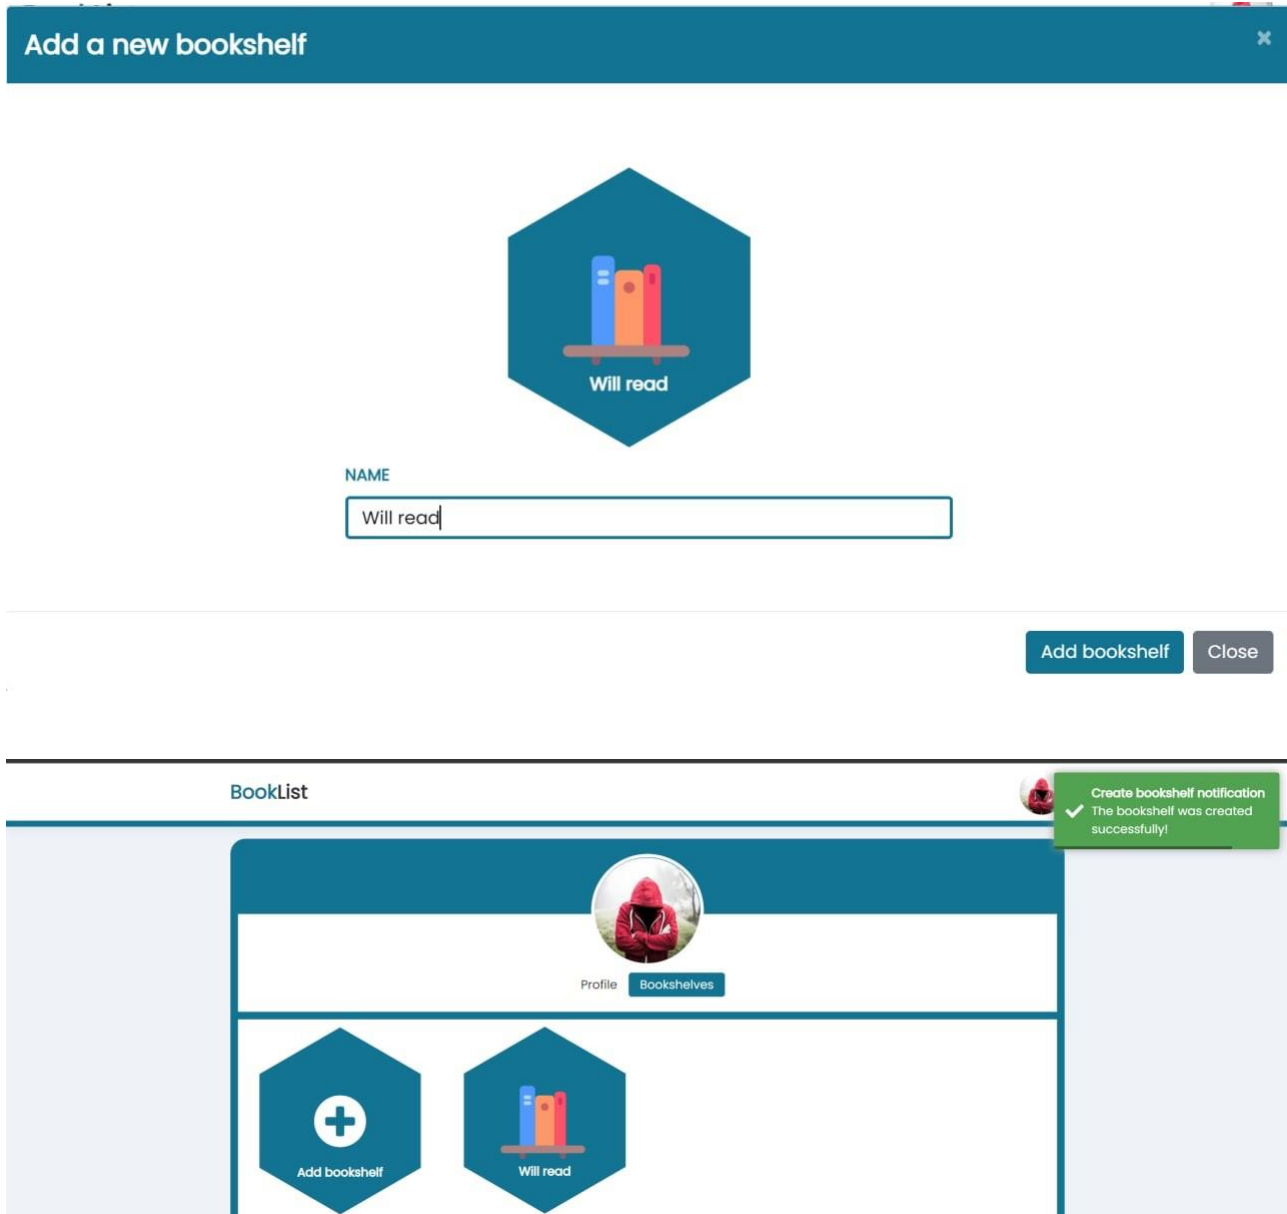 Add a new bookshelf
Will read
NAME
Will read
Add bookshelf Close
BookList
Create bookshelf notification
The bookshelf was created
successfully!
Profile Bookshelves
Add bookshelf
Will read